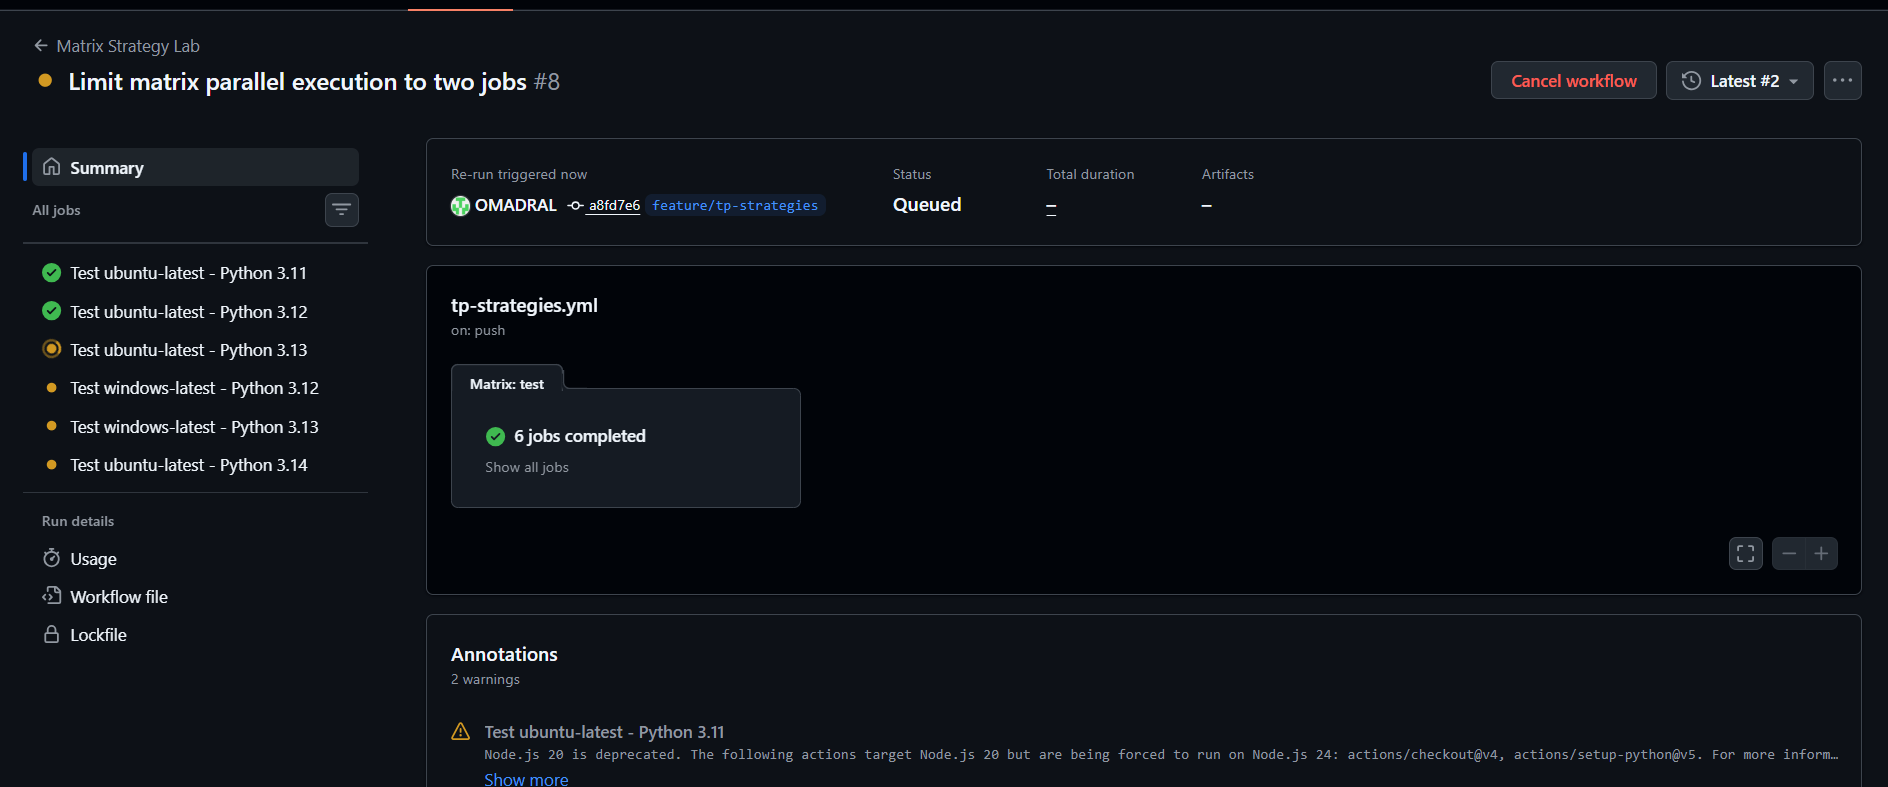 Matrix Strategy Lab
Limit matrix parallel execution to two jobs #8
Cancel workflow
Latest #2
Summary
All jobs
Test ubuntu-latest - Python 3.11
Test ubuntu-latest - Python 3.12
Test ubuntu-latest - Python 3.13
Test windows-latest - Python 3.12
Test windows-latest - Python 3.13
Test ubuntu-latest - Python 3.14
Run details
Usage
Workflow file
Lockfile
Re-run triggered now
OMADRAL a8fd7e6 feature/tp-strategies
Status
Queued
Total duration
–
Artifacts
–
tp-strategies.yml
on: push
Matrix: test
6 jobs completed
Show all jobs
Annotations
2 warnings
Test ubuntu-latest - Python 3.11
Node.js 20 is deprecated. The following actions target Node.js 20 but are being forced to run on Node.js 24: actions/checkout@v4, actions/setup-python@v5. For more inform…
Show more